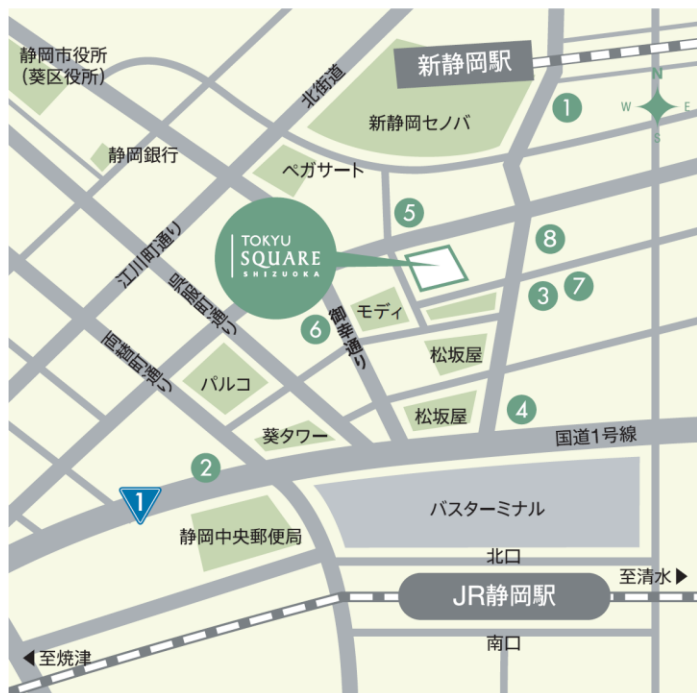 静岡市役所
(葵区役所)
北街道
新静岡駅
N
W
E
S
1
新静岡セノバ
静岡銀行
ペガサート
5
TOKYU
SQUARE
SHIZUOKA
江川町通り
呉服町通り
両替町通り
8
3
7
モディ
6
御幸通り
松坂屋
パルコ
松坂屋
4
葵タワー
国道1号線
2
1
バスターミナル
静岡中央郵便局
北口
至清水▶
JR静岡駅
南口
◀至焼津